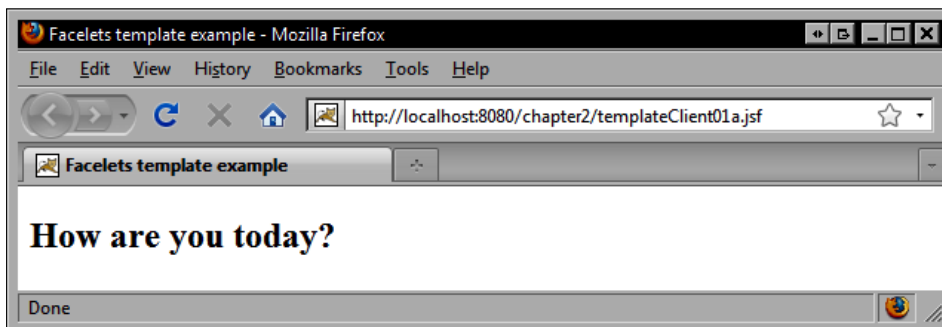 Facelets template example - Mozilla Firefox
File Edit View History Bookmarks Tools Help
http://localhost:8080/chapter2/templateClient01a.jsf
Facelets template example
How are you today?
Done